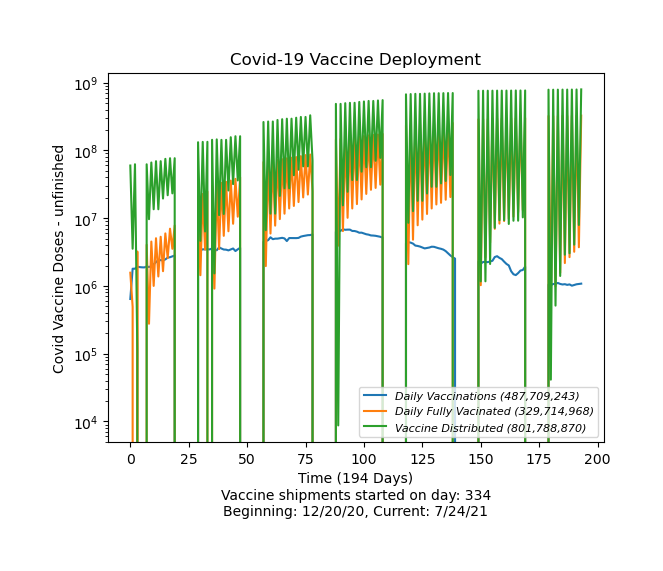 Covid-19 Vaccine Deployment
10⁹
10⁸
10⁷
10⁶
10⁵
10⁴
Covid Vaccine Doses - unfinished
Daily Vaccinations (487,709,243)
Daily Fully Vacinated (329,714,968)
Vaccine Distributed (801,788,870)
0 25 50 75 100 125 150 175 200
Time (194 Days)
Vaccine shipments started on day: 334
Beginning: 12/20/20, Current: 7/24/21